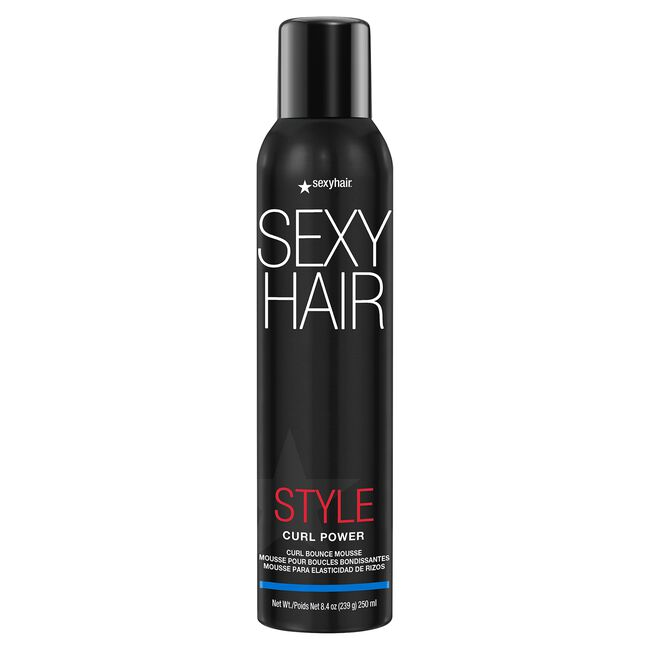 sexyhair.
SEXY
HAIR
STYLE
CURL POWER
CURL BOUNCE MOUSSE
MOUSSE POUR BOUCLES BONDISSANTES
MOUSSE PARA ELASTICIDAD DE RIZOS
Net Wt./Poids Net 8.4 oz (239 g) 250 ml